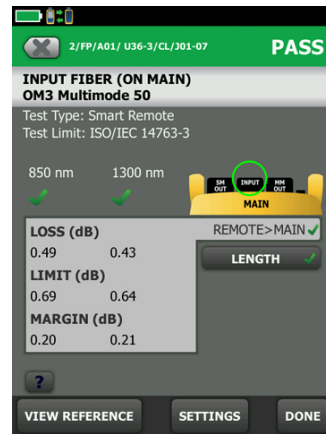 2/FP/A01/ U36-3/CL/J01-07
PASS
INPUT FIBER (ON MAIN)
OM3 Multimode 50
Test Type: Smart Remote
Test Limit: ISO/IEC 14763-3
850 nm 1300 nm
SM OUT INPUT MM OUT
MAIN
LOSS (dB) REMOTE>MAIN
0.49 0.43
LENGTH
LIMIT (dB)
0.69 0.64
MARGIN (dB)
0.20 0.21
?
VIEW REFERENCE SETTINGS DONE